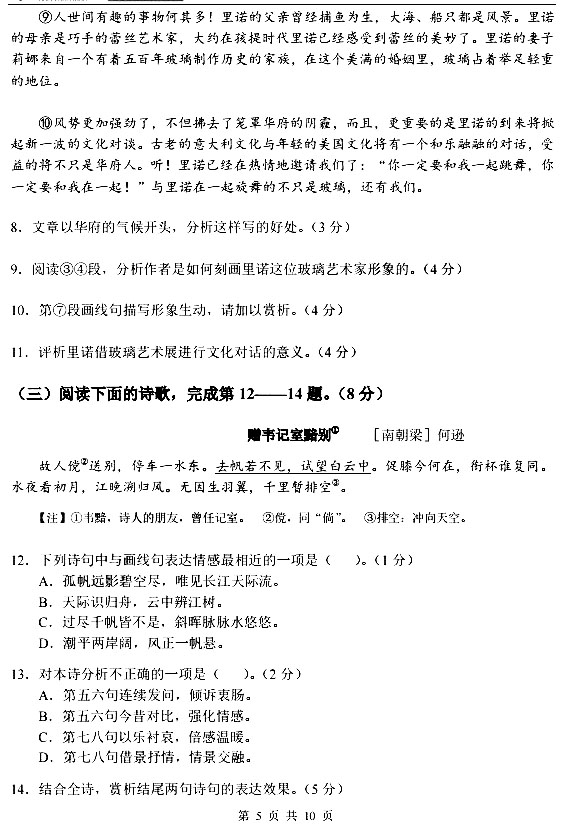 ⑨人世间有趣的事物何其多！里诺的父亲曾经捕鱼为生，大海、船只都是风景。里诺
的母亲是巧手的蕾丝艺术家，大约在孩提时代里诺已经感受到蕾丝的美妙了。里诺的妻子
莉娜来自一个有着五百年玻璃制作历史的家族，在这个美满的婚姻里，玻璃占着举足轻重
的地位。
⑩风势更加强劲了，不但拂去了笼罩华府的阴霾，而且，更重要的是里诺的到来将掀
起新一波的文化对谈。古老的意大利文化与年轻的美国文化将有一个和乐融融的对话，受
益的将不只是华府人。听！里诺已经在热情地邀请我们了：“你一定要和我一起跳舞，你
一定要和我在一起！”与里诺在一起旋舞的不只是玻璃，还有我们。
8．文章以华府的气候开头，分析这样写的好处。（3 分）
9．阅读③④段，分析作者是如何刻画里诺这位玻璃艺术家形象的。（4 分）
10．第⑦段画线句描写形象生动，请加以赏析。（4 分）
11．评析里诺借玻璃艺术展进行文化对话的意义。（4 分）
（三）阅读下面的诗歌，完成第 12——14 题。（8 分）
赠韦记室黯别① ［南朝梁］何逊
故人傥②送别，停车一水东。去帆若不见，试望白云中。促膝今何在，衔杯谁复同。
水夜看初月，江晚溯归风。无因生羽翼，千里暂排空③。
【注】①韦黯，诗人的朋友，曾任记室。 ②傥，同“倘”。 ③排空：冲向天空。
12．下列诗句中与画线句表达情感最相近的一项是（ ）。（1 分）
A．孤帆远影碧空尽，唯见长江天际流。
B．天际识归舟，云中辨江树。
C．过尽千帆皆不是，斜晖脉脉水悠悠。
D．潮平两岸阔，风正一帆悬。
13．对本诗分析不正确的一项是（ ）。（2 分）
A．第五六句连续发问，倾诉衷肠。
B．第五六句今昔对比，强化情感。
C．第七八句以乐衬哀，倍感温暖。
D．第七八句借景抒情，情景交融。
14．结合全诗，赏析结尾两句诗句的表达效果。（5 分）
第 5 页 共 10 页